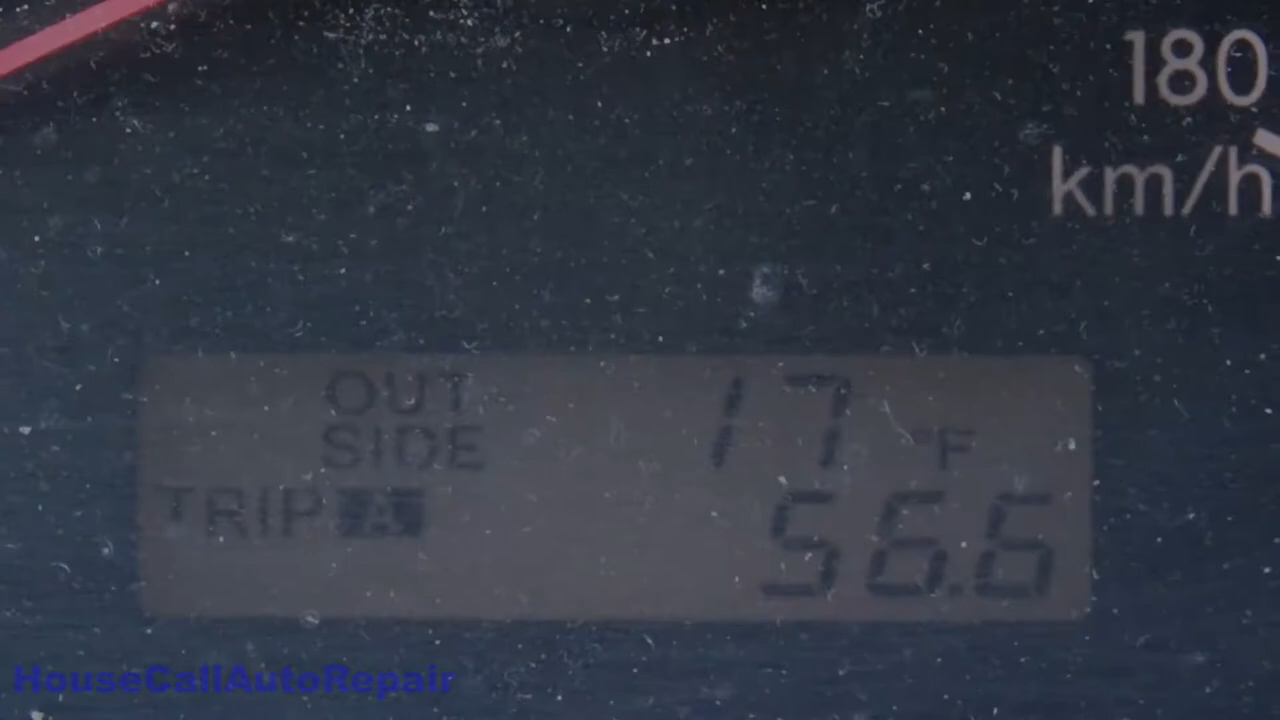 180
km/h
OUT
SIDE 17 °F
TRIP A 56.6
HouseCallAutoRepair